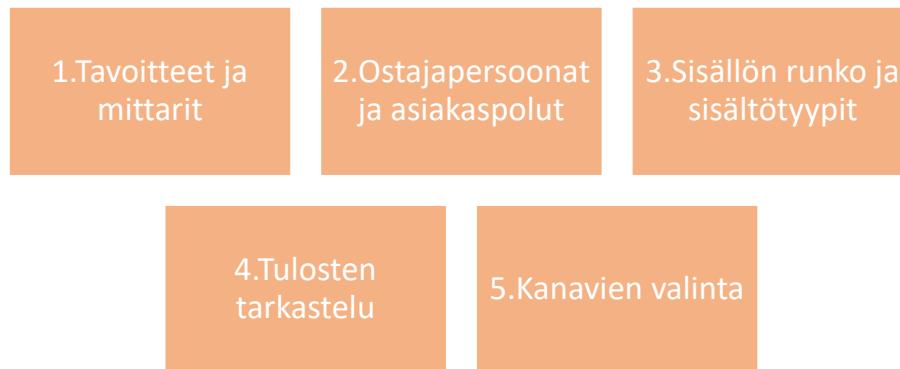 1.Tavoitteet ja
mittarit
2.Ostajapersoonat
ja asiakaspolut
3.Sisällön runko ja
sisältötyypit
4.Tulosten
tarkastelu
5.Kanavien valinta